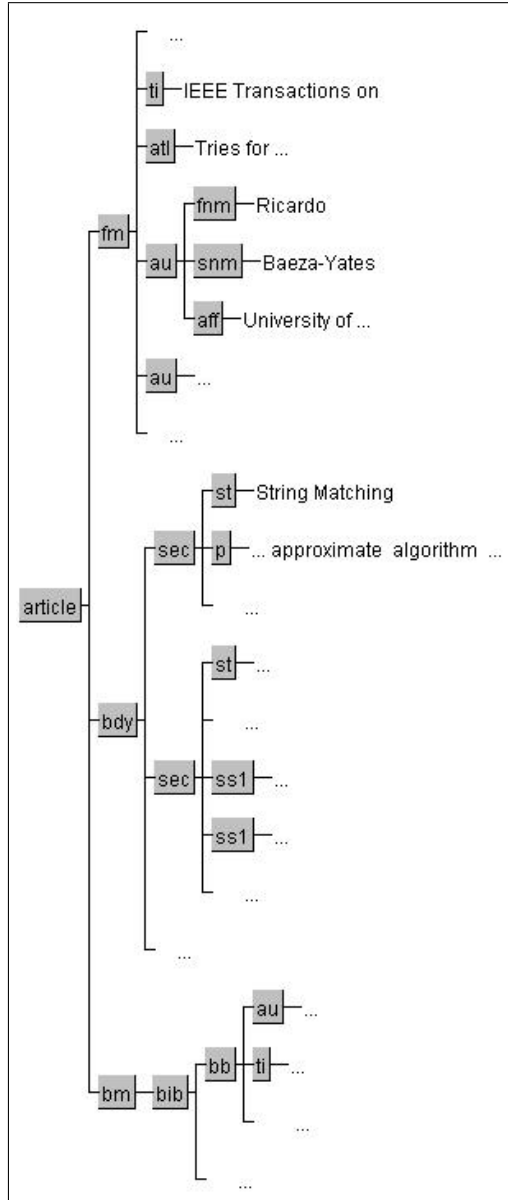 ...
ti IEEE Transactions on
atl Tries for ...
fnm Ricardo
fm
au snm Baeza-Yates
aff University of ...
au ...
...
st String Matching
sec p ... approximate algorithm ...
article ...
st ...
bdy ...
sec ss1 ...
ss1 ...
...
...
au ...
bb ti ...
bm bib
...
...